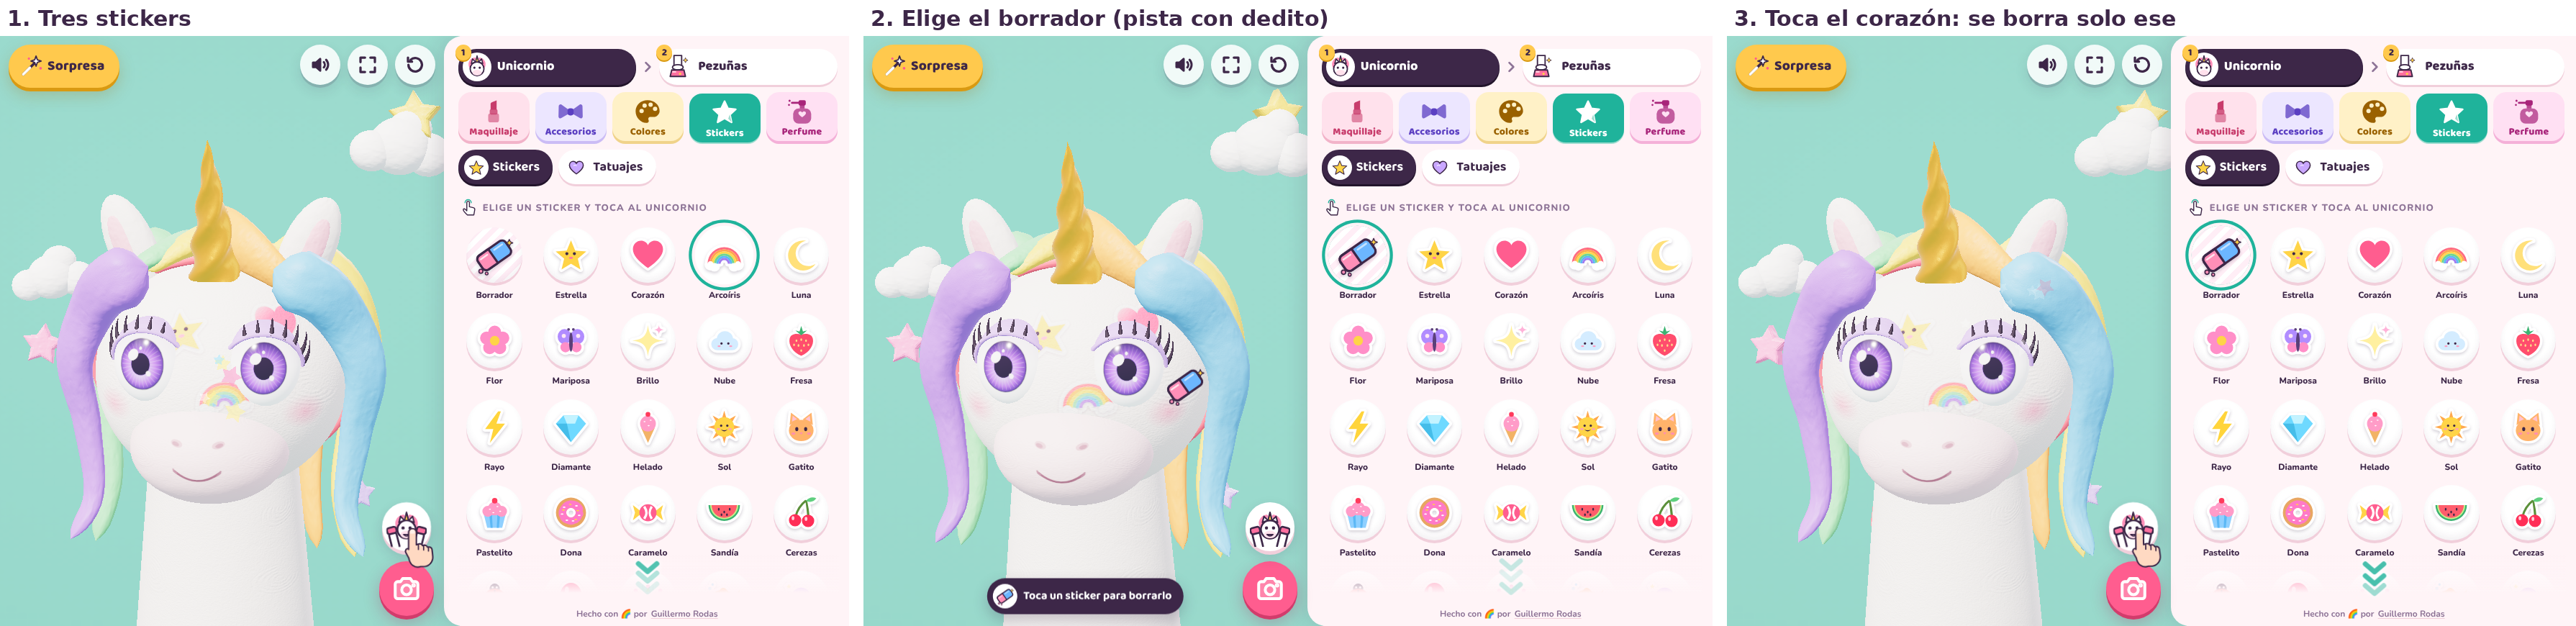 1. Tres stickers
Sorpresa
1
Unicornio
2
Pezuñas
Maquillaje
Accesorios
Colores
Stickers
Perfume
Stickers
Tatuajes
ELIGE UN STICKER Y TOCA AL UNICORNIO
Borrador
Estrella
Corazón
Arcoíris
Luna
Flor
Mariposa
Brillo
Nube
Fresa
Rayo
Diamante
Helado
Sol
Gatito
Pastelito
Dona
Caramelo
Sandía
Cerezas
Hecho con 🌈 por Guillermo Rodas
2. Elige el borrador (pista con dedito)
Sorpresa
1
Unicornio
2
Pezuñas
Maquillaje
Accesorios
Colores
Stickers
Perfume
Stickers
Tatuajes
ELIGE UN STICKER Y TOCA AL UNICORNIO
Borrador
Estrella
Corazón
Arcoíris
Luna
Flor
Mariposa
Brillo
Nube
Fresa
Rayo
Diamante
Helado
Sol
Gatito
Pastelito
Dona
Caramelo
Sandía
Cerezas
Toca un sticker para borrarlo
Hecho con 🌈 por Guillermo Rodas
3. Toca el corazón: se borra solo ese
Sorpresa
1
Unicornio
2
Pezuñas
Maquillaje
Accesorios
Colores
Stickers
Perfume
Stickers
Tatuajes
ELIGE UN STICKER Y TOCA AL UNICORNIO
Borrador
Estrella
Corazón
Arcoíris
Luna
Flor
Mariposa
Brillo
Nube
Fresa
Rayo
Diamante
Helado
Sol
Gatito
Pastelito
Dona
Caramelo
Sandía
Cerezas
Hecho con 🌈 por Guillermo Rodas